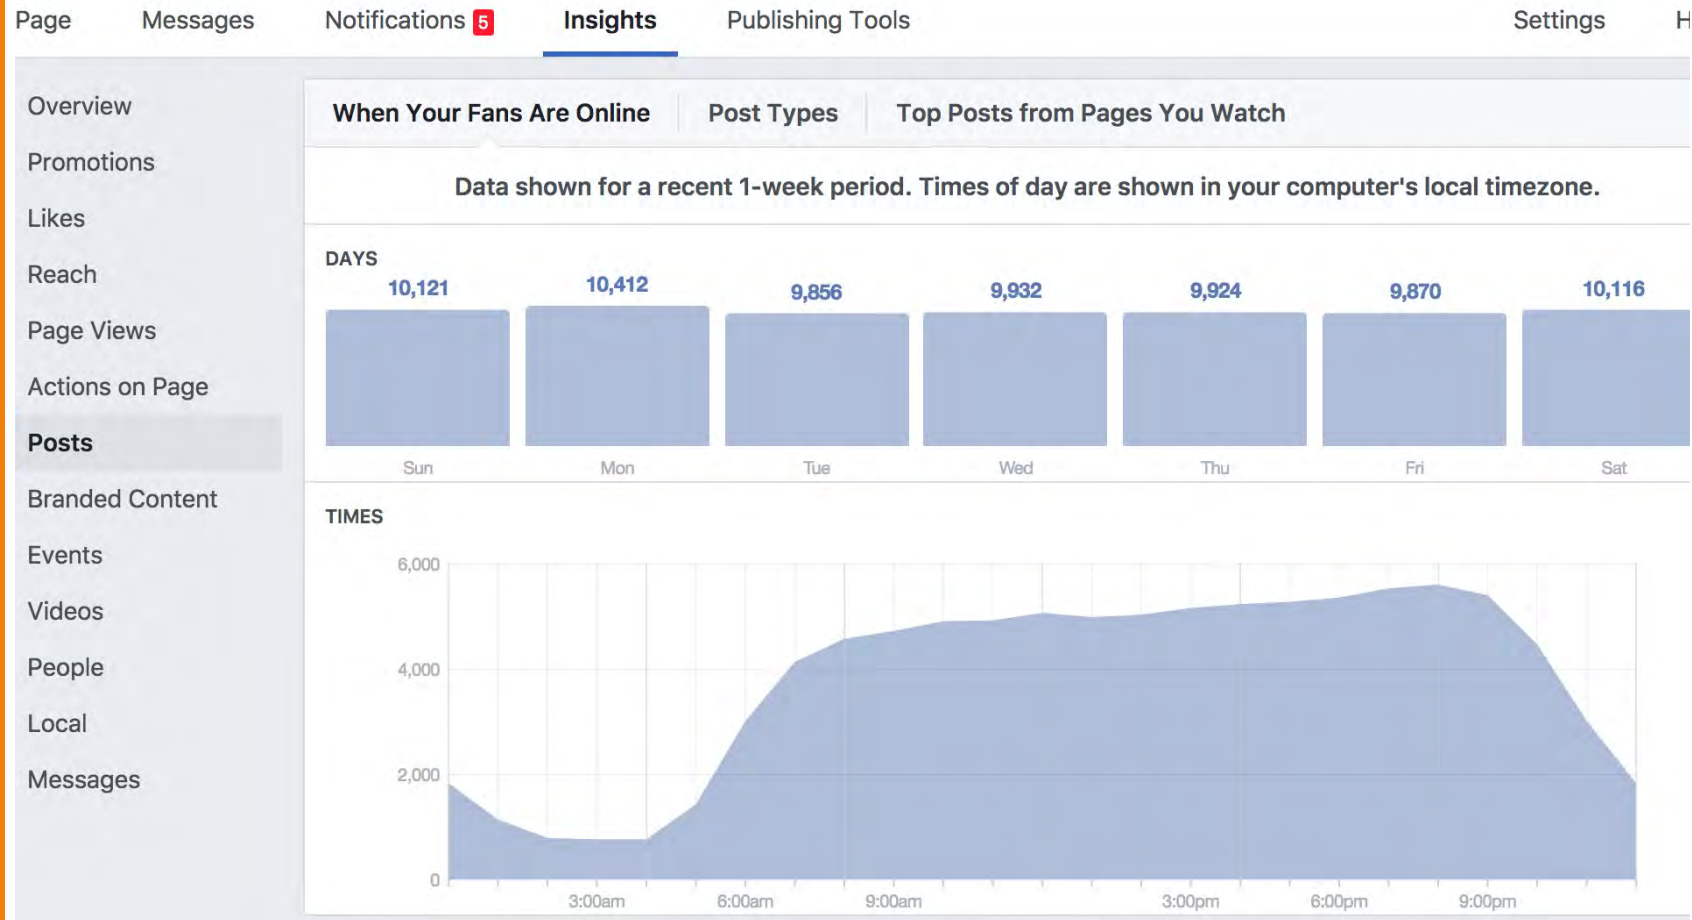 Page Messages Notifications 5 Insights Publishing Tools Settings H
Overview
Promotions
Likes
Reach
Page Views
Actions on Page
Posts
Branded Content
Events
Videos
People
Local
Messages
When Your Fans Are Online Post Types Top Posts from Pages You Watch
Data shown for a recent 1-week period. Times of day are shown in your computer's local timezone.
DAYS
10,121 10,412 9,856 9,932 9,924 9,870 10,116
Sun Mon Tue Wed Thu Fri Sat
TIMES
6,000
4,000
2,000
0
3:00am 6:00am 9:00am 3:00pm 6:00pm 9:00pm